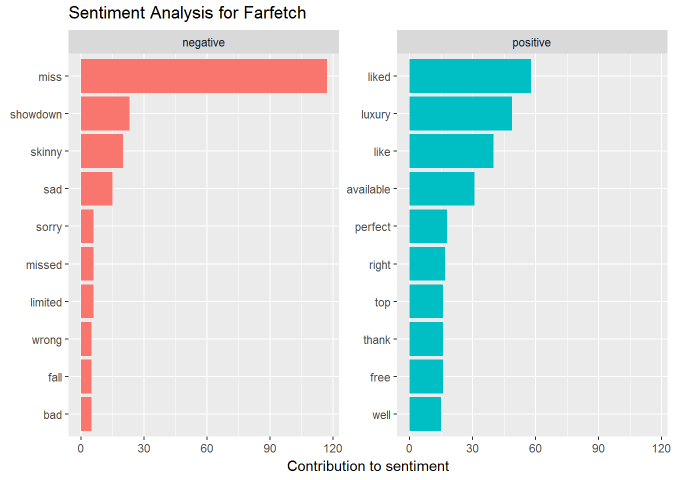 Sentiment Analysis for Farfetch
negative
miss
showdown
skinny
sad
sorry
missed
limited
wrong
fall
bad
0 30 60 90 120
positive
liked
luxury
like
available
perfect
right
top
thank
free
well
0 30 60 90 120
Contribution to sentiment